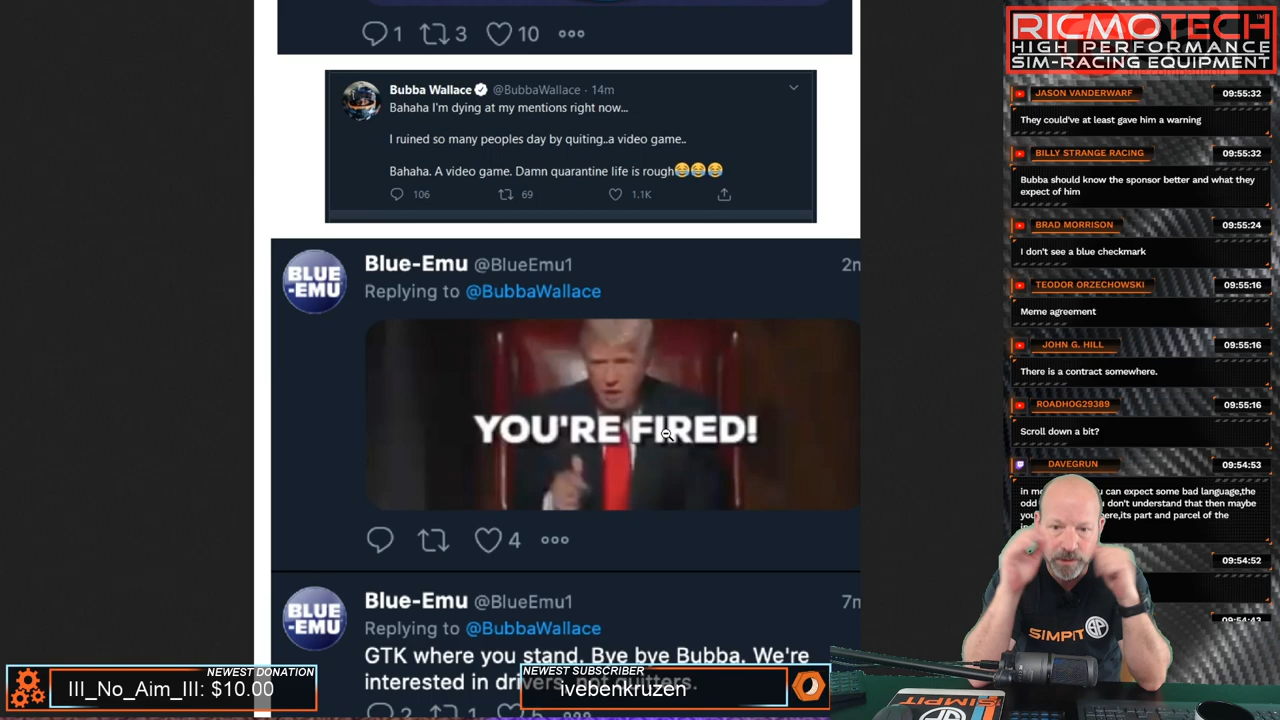 1 3 10
Bubba Wallace @BubbaWallace · 14m
Bahaha I'm dying at my mentions right now...
I ruined so many peoples day by quiting..a video game..
Bahaha. A video game. Damn quarantine life is rough😂😂😂
106 69 1.1K
BLUE
-EMU
Blue-Emu @BlueEmu1
Replying to @BubbaWallace
YOU'RE FIRED!
4
BLUE
-EMU
Blue-Emu @BlueEmu1 7m
Replying to @BubbaWallace
GTK where you stand. Bye bye Bubba. We're
interested in
NEWEST DONATION
III_No_Aim_III: $10.00
NEWEST SUBSCRIBER
ivebenkruzen
RICMOTECH
HIGH PERFORMANCE
SIM-RACING EQUIPMENT
JASON VANDERWARF 09:55:32
They could've at least gave him a warning
BILLY STRANGE RACING 09:55:32
Bubba should know the sponsor better and what they
expect of him
BRAD MORRISON 09:55:24
I don't see a blue checkmark
TEODOR ORZECHOWSKI 09:55:16
Meme agreement
JOHN G. HILL 09:55:16
There is a contract somewhere.
ROADHOG29389 09:55:16
Scroll down a bit?
DAVEGRUN 09:54:53
can expect some bad language,the
odd don't understand that then maybe
its part and parcel of the
09:54:52
SIMPIT
SIMPIT